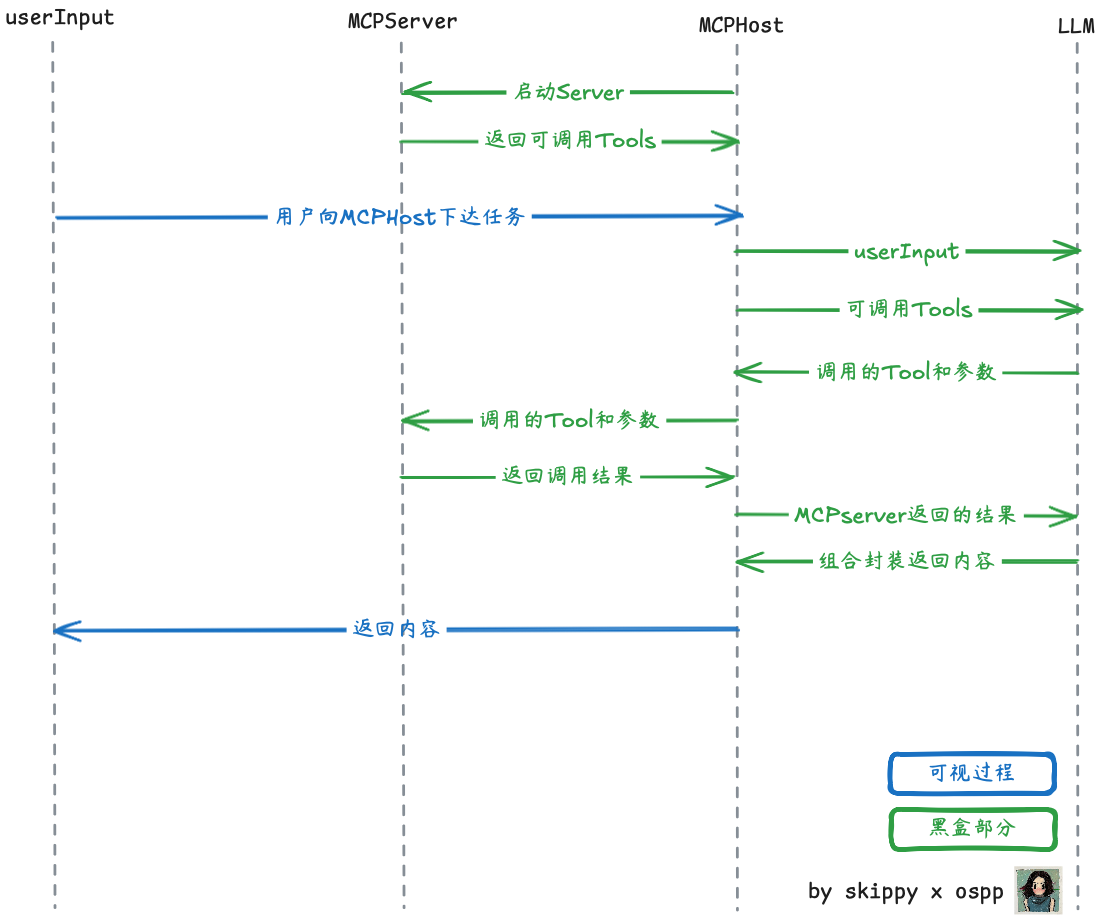 userInput
MCPServer
MCPHost
LLM
启动Server
返回可调用Tools
用户向MCPHost下达任务
userInput
可调用Tools
调用的Tool和参数
调用的Tool和参数
返回调用结果
MCPserver返回的结果
组合封装返回内容
返回内容
可视过程
黑盒部分
by skippy x ospp